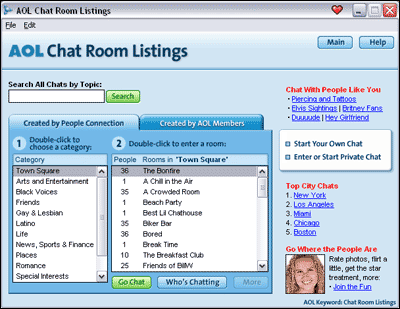 AOL Chat Room Listings
File Edit
AOL Chat Room Listings
Main Help
Search All Chats by Topic:
Search
Created by People Connection
Created by AOL Members
1 Double-click to choose a category:
2 Double-click to enter a room:
Category
Town Square
Arts and Entertainment
Black Voices
Friends
Gay & Lesbian
Latino
Life
News, Sports & Finance
Places
Romance
Special Interests
People Rooms in "Town Square"
36 The Bonfire
1 A Chill in the Air
35 A Crowded Room
1 Beach Party
1 Best Lil Chathouse
35 Biker Bar
36 Bored
1 Break Time
10 The Breakfast Club
25 Friends of BillW
Go Chat
Who's Chatting
More
Chat With People Like You
• Piercing and Tattoos
• Elvis Sightings | Britney Fans
• Duuuude | Hey Girlfriend
Start Your Own Chat
Enter or Start Private Chat
Top City Chats
1. New York
2. Los Angeles
3. Miami
4. Chicago
5. Boston
Go Where the People Are
Rate photos, flirt a
little, get the star
treatment, more:
• Join the Fun
AOL Keyword: Chat Room Listings